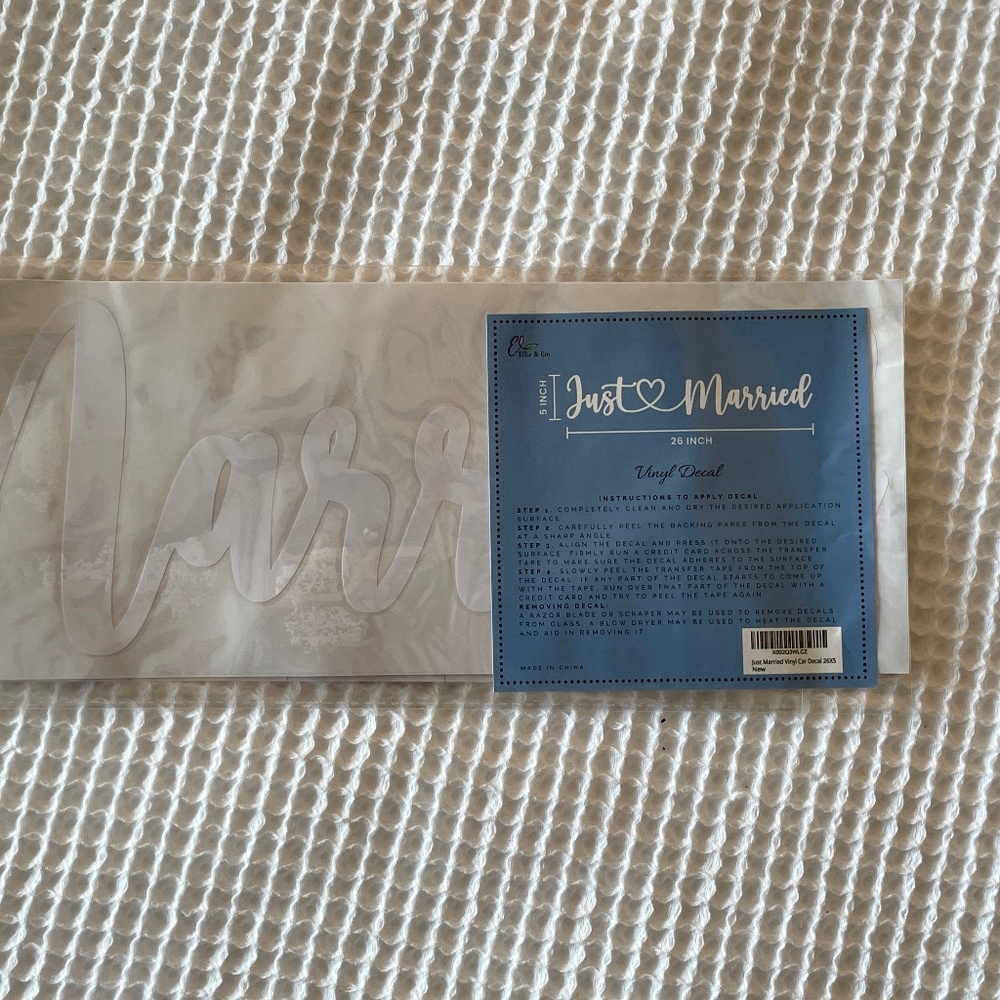 Marr
El
Ellie & Em
5 INCH
Just Married
26 INCH
Vinyl Decal
INSTRUCTIONS TO APPLY DECAL:
STEP 1. COMPLETELY CLEAN AND DRY THE DESIRED APPLICATION
SURFACE
STEP 2. CAREFULLY PEEL THE BACKING PAPER FROM THE DECAL
AT A SHARP ANGLE
STEP 3. ALIGN THE DECAL AND PRESS IT ONTO THE DESIRED
SURFACE. FIRMLY RUN A CREDIT CARD ACROSS THE TRANSFER
TAPE TO MAKE SURE THE DECAL ADHERES TO THE SURFACE
STEP 4. SLOWLY PEEL THE TRANSFER TAPE FROM THE TOP OF
THE DECAL. IF ANY PART OF THE DECAL STARTS TO COME UP
WITH THE TAPE, RUN OVER THAT PART OF THE DECAL WITH A
CREDIT CARD AND TRY TO PEEL THE TAPE AGAIN
REMOVING DECAL:
A RAZOR BLADE OR SCRAPER MAY BE USED TO REMOVE DECALS
FROM GLASS. A BLOW DRYER MAY BE USED TO HEAT THE DECAL
AND AID IN REMOVING IT
MADE IN CHINA
X002Q3WLGZ
Just Married Vinyl Car Decal 26X5
New